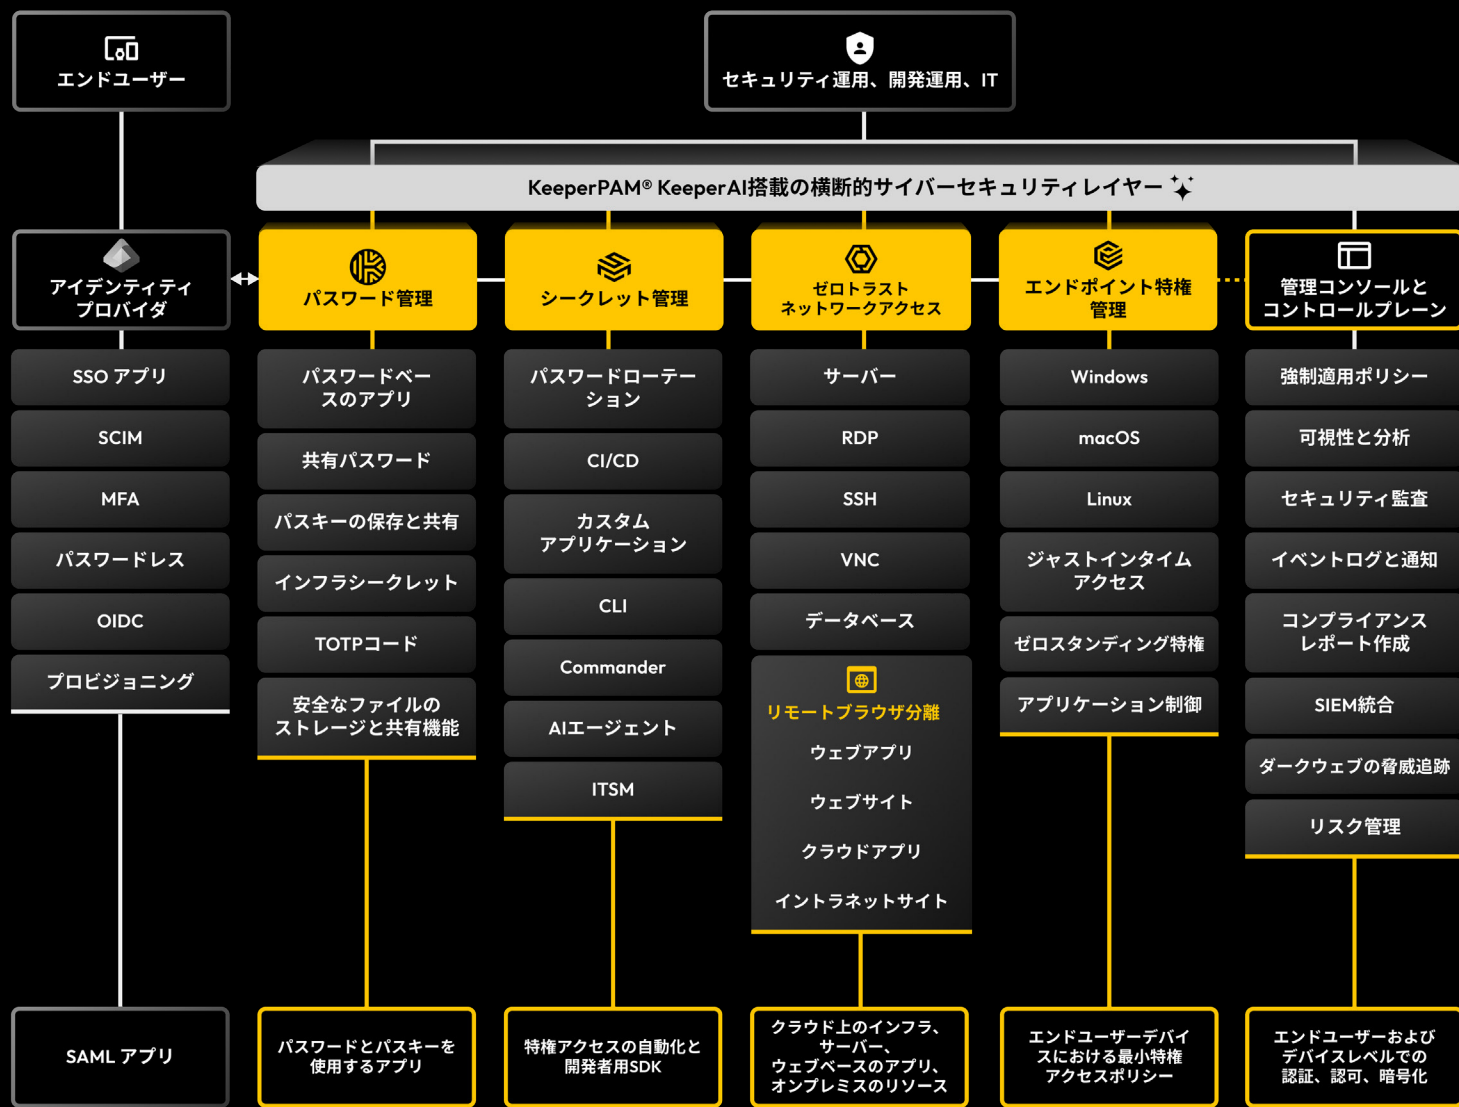 エンドユーザー
セキュリティ運用、開発運用、IT
KeeperPAM® KeeperAI搭載の横断的サイバーセキュリティレイヤー
アイデンティティ
プロバイダ
SSO アプリ
SCIM
MFA
パスワードレス
OIDC
プロビジョニング
SAML アプリ
パスワード管理
パスワードベー
スのアプリ
共有パスワード
パスキーの保存と共有
インフラシークレット
TOTPコード
安全なファイルの
ストレージと共有機能
パスワードとパスキーを
使用するアプリ
シークレット管理
パスワードローテー
ション
CI/CD
カスタム
アプリケーション
CLI
Commander
AIエージェント
ITSM
特権アクセスの自動化と
開発者用SDK
ゼロトラスト
ネットワークアクセス
サーバー
RDP
SSH
VNC
データベース
リモートブラウザ分離
ウェブアプリ
ウェブサイト
クラウドアプリ
イントラネットサイト
クラウド上のインフラ、
サーバー、
ウェブベースのアプリ、
オンプレミスのリソース
エンドポイント特権
管理
Windows
macOS
Linux
ジャストインタイム
アクセス
ゼロスタンディング特権
アプリケーション制御
エンドユーザーデバイ
スにおける最小特権
アクセスポリシー
管理コンソールと
コントロールプレーン
強制適用ポリシー
可視性と分析
セキュリティ監査
イベントログと通知
コンプライアンス
レポート作成
SIEM統合
ダークウェブの脅威追跡
リスク管理
エンドユーザーおよび
デバイスレベルでの
認証、認可、暗号化